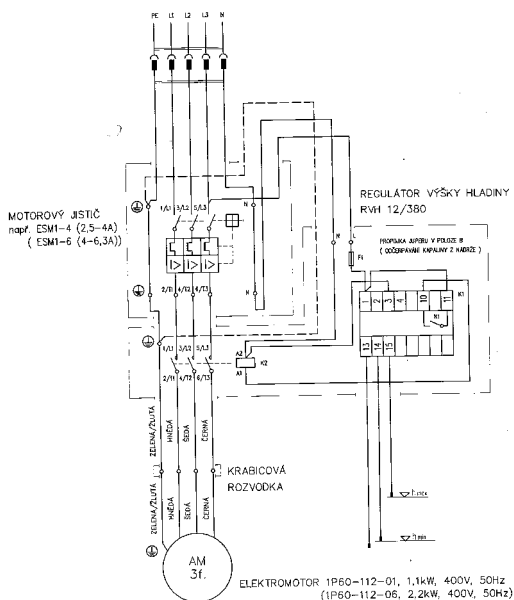 PE L1 L2 L3 N
MOTOROVÝ JISTIČ
např. ESM1-4 (2,5-4A)
( ESM1-6 (4-6,3A))
1/L1 3/L2 5/L3
I> I> I>
2/T1 4/T2 6/T3
N
N
N
REGULÁTOR VÝŠKY HLADINY
RVH 12/380
F1
PROPOJKA JUPERU V POLOZE B
( ODČERPÁVÁNÍ KAPALINY Z NÁDRŽE )
1 2 3 4 10 11 K1
K1
13 14 15
1/L1 3/L2 5/L3
A2
K2
A1
2/T1 4/T2 6/T3
ZELENÁ/ŽLUTÁ HNĚDÁ ŠEDÁ ČERNÁ
KRABICOVÁ
ROZVODKA
ZELENÁ/ŽLUTÁ HNĚDÁ ŠEDÁ ČERNÁ
h max
h min
AM
3f.
ELEKTROMOTOR 1P60-112-01, 1,1kW, 400V, 50Hz
(1P60-112-06, 2,2kW, 400V, 50Hz)